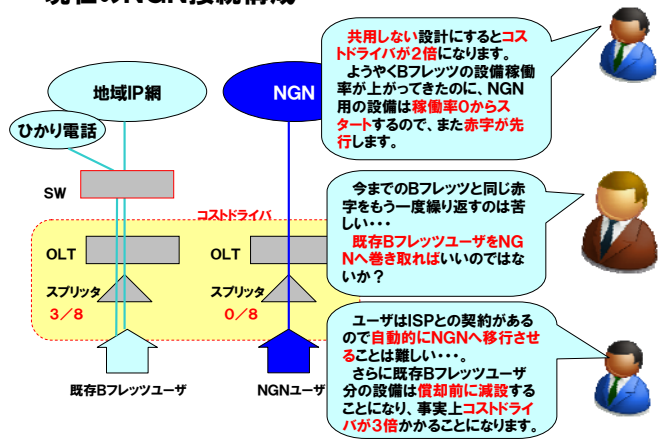 共用しない設計にするとコス
トドライバが2倍になります。
ようやくBフレッツの設備稼働
率が上がってきたのに、NGN
用の設備は稼働率0からス
タートするので、また赤字が先
行します。
地域IP網
NGN
ひかり電話
SW
コストドライバ
OLT
OLT
スプリッタ
3/8
スプリッタ
0/8
既存Bフレッツユーザ
NGNユーザ
今までのBフレッツと同じ赤
字をもう一度繰り返すのは苦
しい・・・
既存BフレッツユーザをNG
Nへ巻き取ればいいのではな
いか?
ユーザはISPとの契約がある
ので自動的にNGNへ移行させ
ることは難しい・・・。
さらに既存Bフレッツユーザ
分の設備は償却前に減設する
ことになり、事実上コストドライ
バが3倍かかることになります。